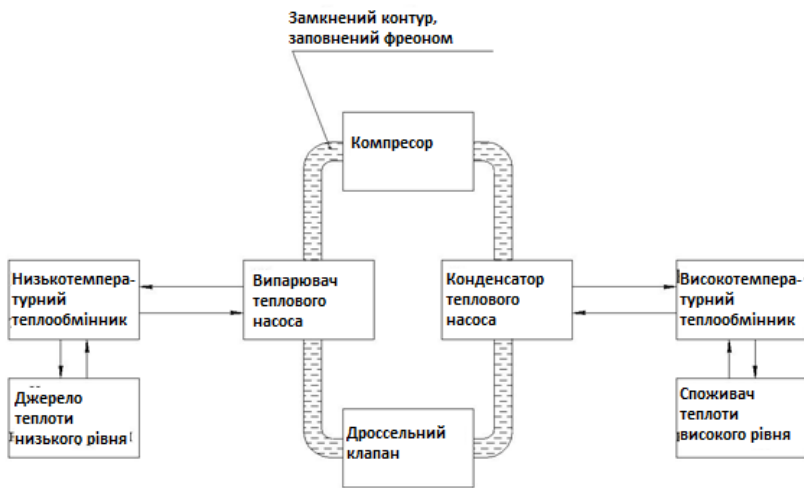 Замкнений контур,
заповнений фреоном
Компресор
Низькотемпера-
турний
теплообмінник
Випарювач
теплового
насоса
Конденсатор
теплового
насоса
Високотемпера-
турний
теплообмінник
Джерело
теплоти
низького рівня
Дроссельний
клапан
Споживач
теплоти
високого рівня